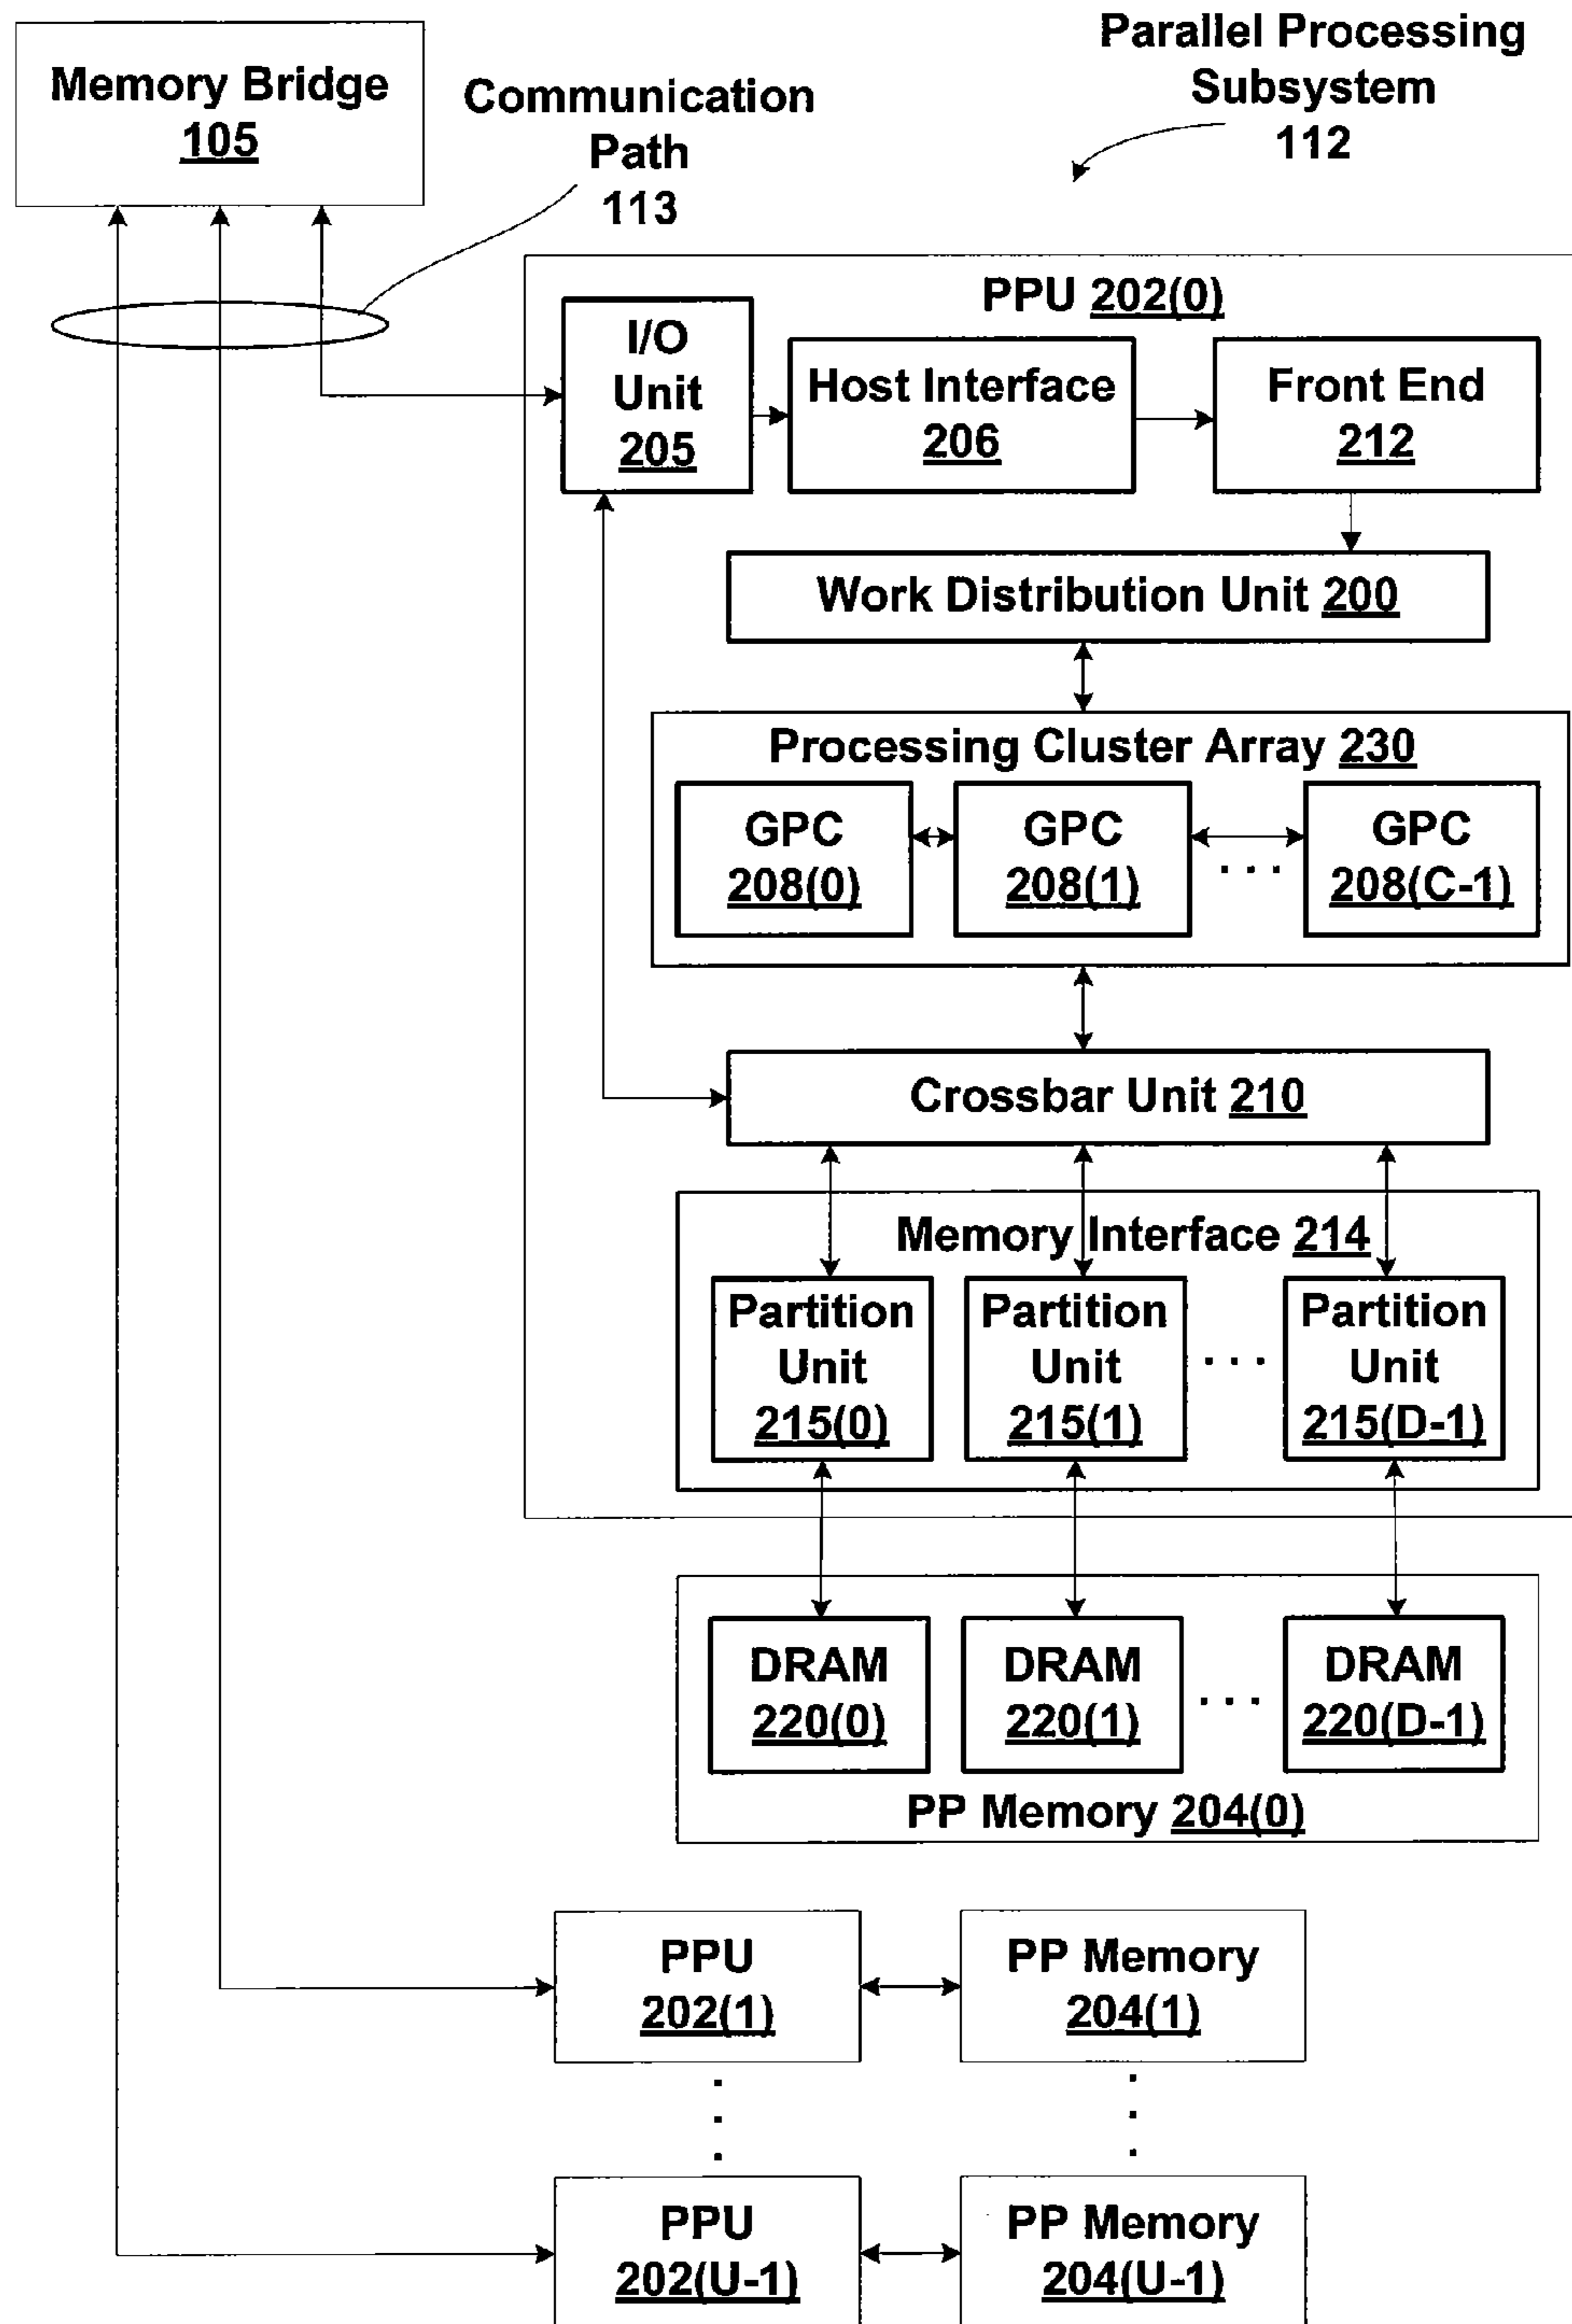 Parallel Processing
Subsystem
112
Memory Bridge
105
Communication
Path
113
PPU 202(0)
I/O
Unit
205
Host Interface
206
Front End
212
Work Distribution Unit 200
Processing Cluster Array 230
GPC
208(0)
GPC
208(1)
. . .
GPC
208(C-1)
Crossbar Unit 210
Memory Interface 214
Partition
Unit
215(0)
Partition
Unit
215(1)
. . .
Partition
Unit
215(D-1)
DRAM
220(0)
DRAM
220(1)
. . .
DRAM
220(D-1)
PP Memory 204(0)
PPU
202(1)
PP Memory
204(1)
PPU
202(U-1)
PP Memory
204(U-1)